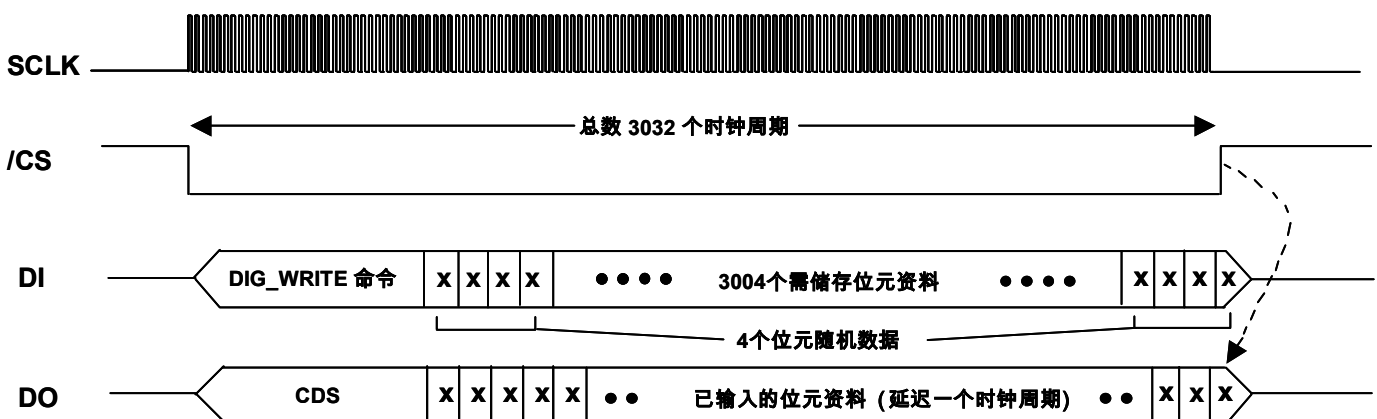 SCLK
总数 3032 个时钟周期
/CS
DI DIG_WRITE 命令 X X X X 3004个需储存位元资料 X X X X
4个位元随机数据
DO CDS X X X X X 已输入的位元资料 (延迟一个时钟周期) X X X